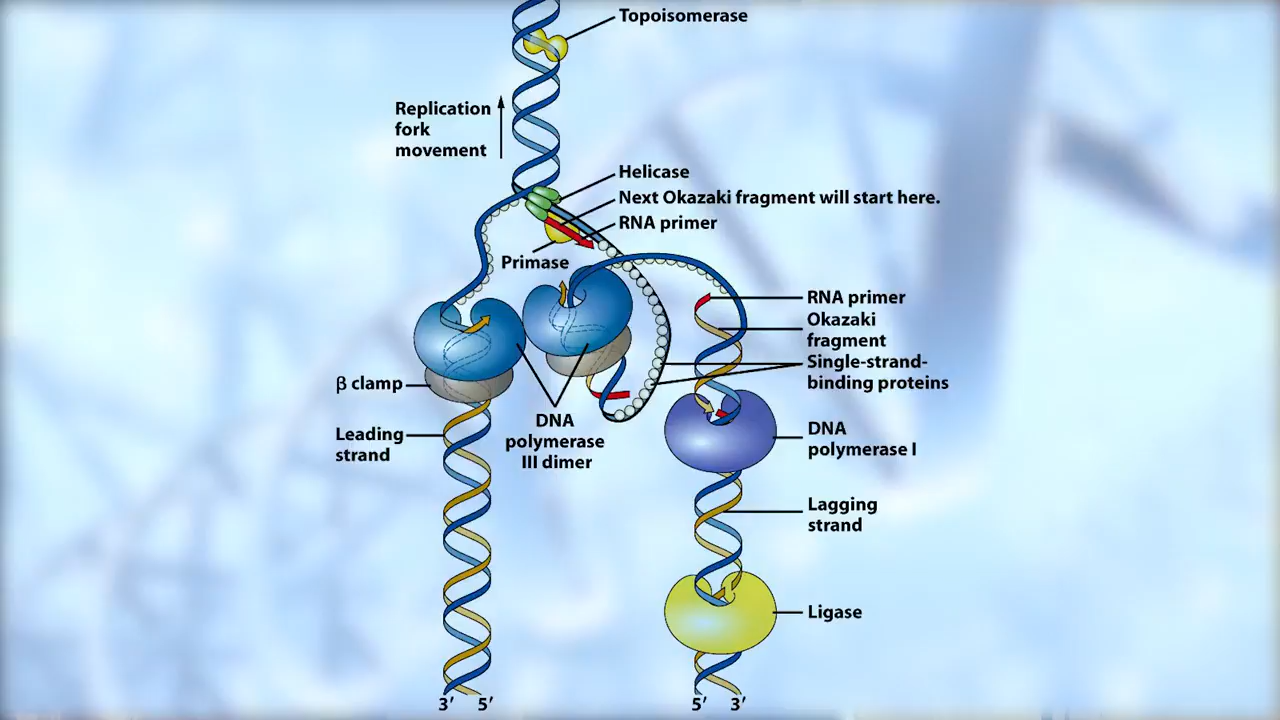 Topoisomerase
Replication
fork
movement
Helicase
Next Okazaki fragment will start here.
RNA primer
Primase
RNA primer
Okazaki
fragment
Single-strand-
binding proteins
β clamp
DNA
polymerase
III dimer
Leading
strand
DNA
polymerase I
Lagging
strand
Ligase
3′ 5′
5′ 3′